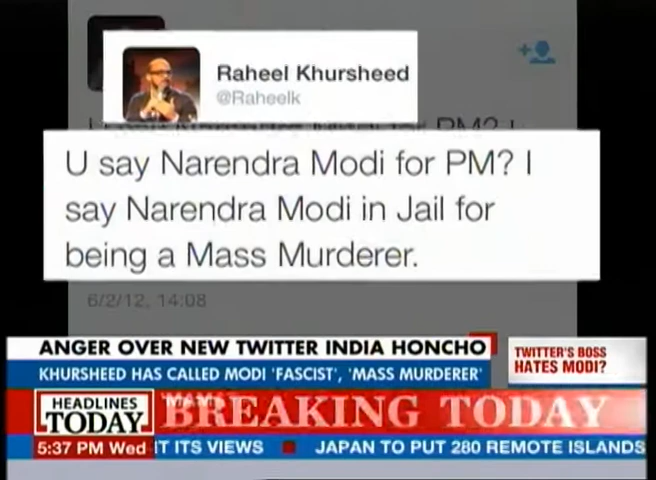 Raheel Khursheed
@Raheelk
U say Narendra Modi for PM? I
say Narendra Modi in Jail for
being a Mass Murderer.
6/2/12, 14:08
ANGER OVER NEW TWITTER INDIA HONCHO
KHURSHEED HAS CALLED MODI 'FASCIST', 'MASS MURDERER'
TWITTER'S BOSS
HATES MODI?
HEADLINES
TODAY
BREAKING TODAY
5:37 PM Wed
IT ITS VIEWS ■ JAPAN TO PUT 280 REMOTE ISLANDS